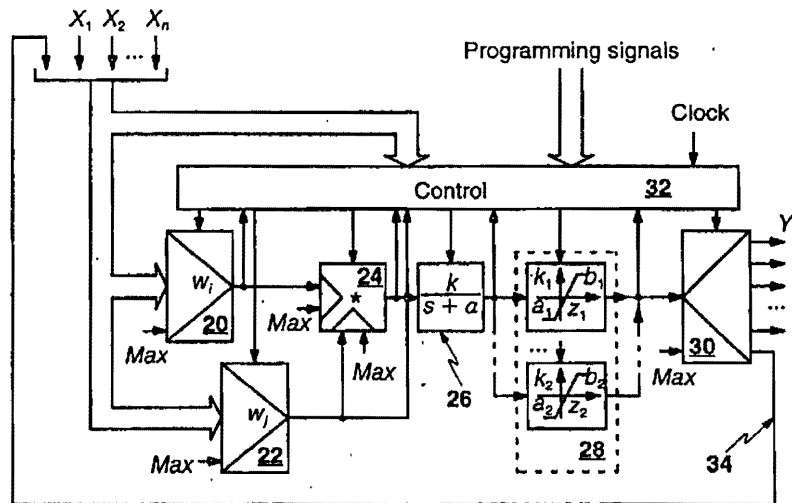 X1 X2 ... Xn
Programming signals
Clock
Control 32
Y
wi 20
Max
24 *
Max
Max
k
s + a
26
k1 b1
a1 z1
...
k2 b2
a2 z2
28
30
Max
...
wj 22
Max
34